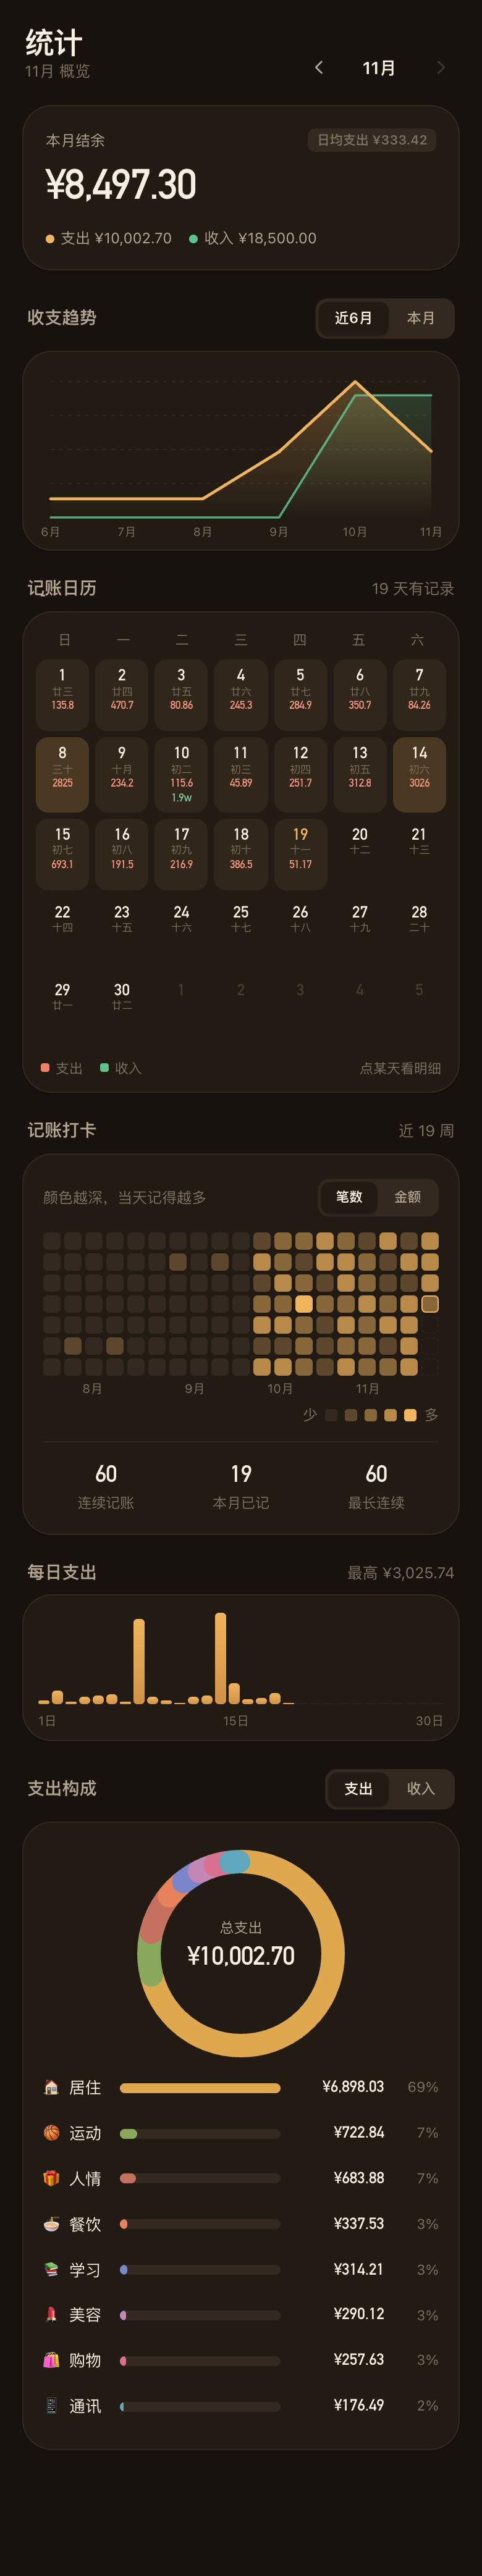 统计
11月 概览
11月
本月结余
日均支出 ¥333.42
¥8,497.30
支出 ¥10,002.70 收入 ¥18,500.00
收支趋势
近6月 本月
6月 7月 8月 9月 10月 11月
记账日历
19 天有记录
日 一 二 三 四 五 六
1 2 3 4 5 6 7
廿三 廿四 廿五 廿六 廿七 廿八 廿九
135.8 470.7 80.86 245.3 284.9 350.7 84.26
8 9 10 11 12 13 14
三十 十月 初二 初三 初四 初五 初六
2825 234.2 115.6 45.89 251.7 312.8 3026
1.9w
15 16 17 18 19 20 21
初七 初八 初九 初十 十一 十二 十三
693.1 191.5 216.9 386.5 51.17
22 23 24 25 26 27 28
十四 十五 十六 十七 十八 十九 二十
29 30 1 2 3 4 5
廿一 廿二
支出 收入 点某天看明细
记账打卡
近 19 周
颜色越深，当天记得越多
笔数 金额
8月 9月 10月 11月
少 多
60 19 60
连续记账 本月已记 最长连续
每日支出
最高 ¥3,025.74
1日 15日 30日
支出构成
支出 收入
总支出
¥10,002.70
居住 ¥6,898.03 69%
运动 ¥722.84 7%
人情 ¥683.88 7%
餐饮 ¥337.53 3%
学习 ¥314.21 3%
美容 ¥290.12 3%
购物 ¥257.63 3%
通讯 ¥176.49 2%